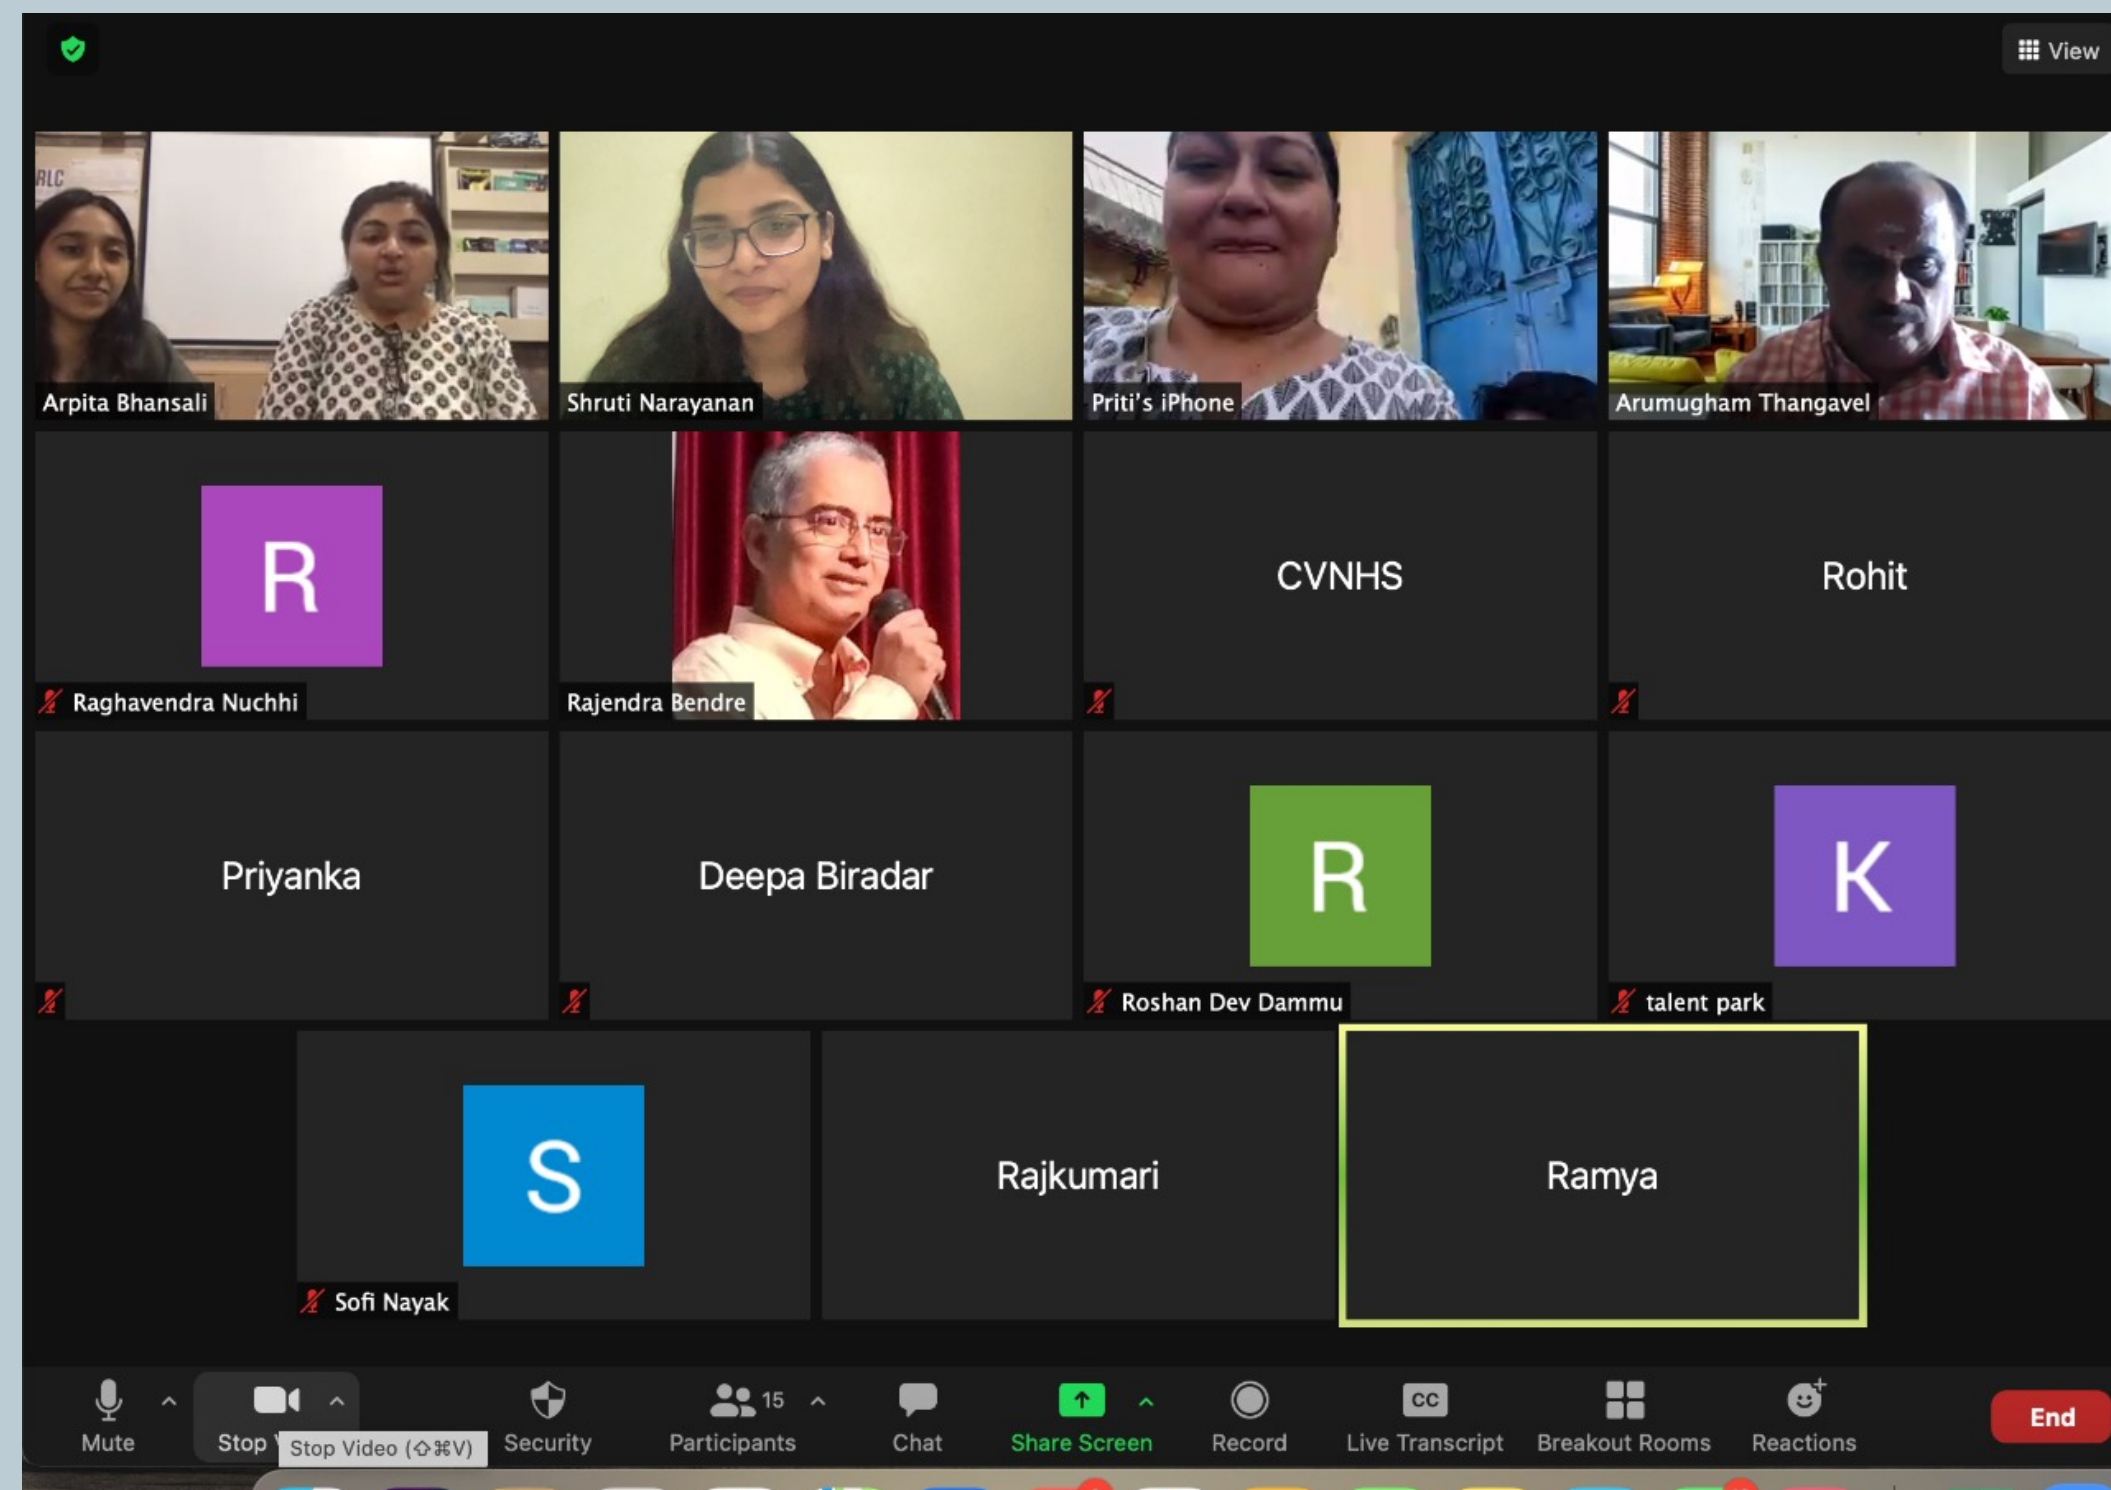 View
RLC
Arpita Bhansali
Shruti Narayanan
Priti's iPhone
Arumugham Thangavel
R
Raghavendra Nuchhi
Rajendra Bendre
CVNHS
Rohit
Priyanka
Deepa Biradar
R
Roshan Dev Dammu
K
talent park
S
Sofi Nayak
Rajkumari
Ramya
Mute
Stop
Stop Video (⇧⌘V)
Security
15
Participants
Chat
Share Screen
Record
CC
Live Transcript
Breakout Rooms
Reactions
End